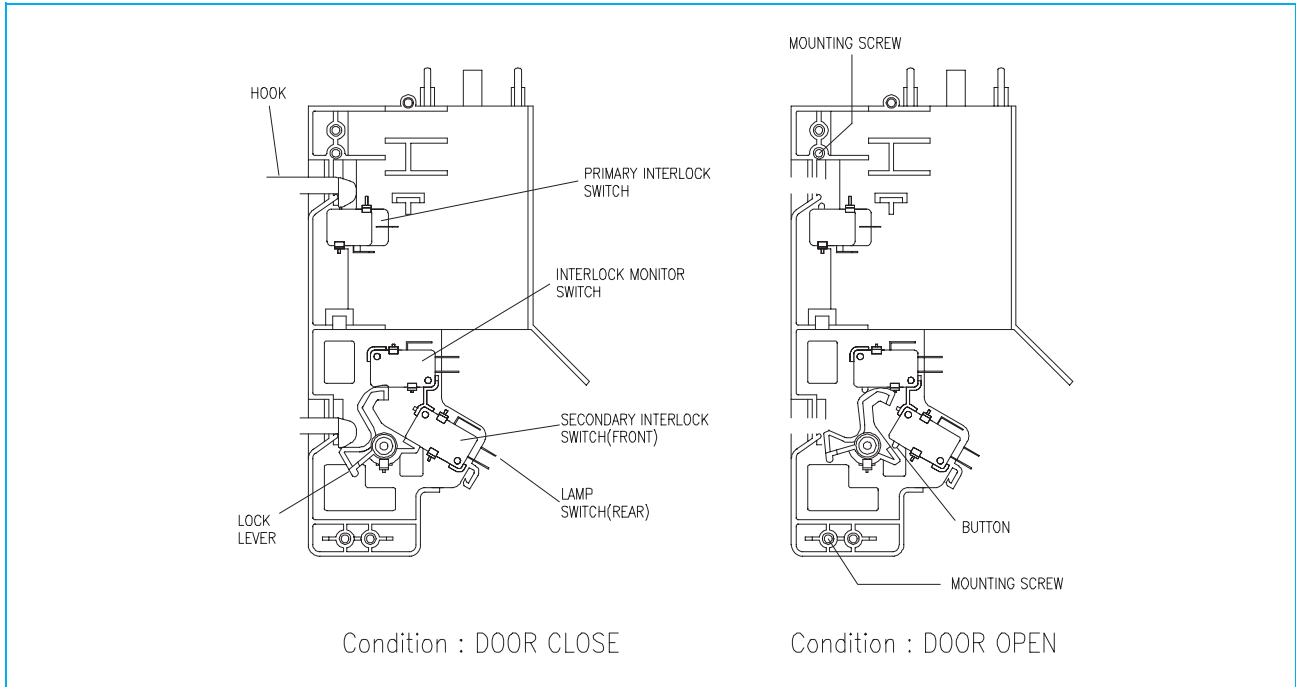 MOUNTING SCREW
HOOK
PRIMARY INTERLOCK
SWITCH
INTERLOCK MONITOR
SWITCH
SECONDARY INTERLOCK
SWITCH(FRONT)
LAMP
SWITCH(REAR)
LOCK
LEVER
BUTTON
MOUNTING SCREW
Condition : DOOR CLOSE
Condition : DOOR OPEN